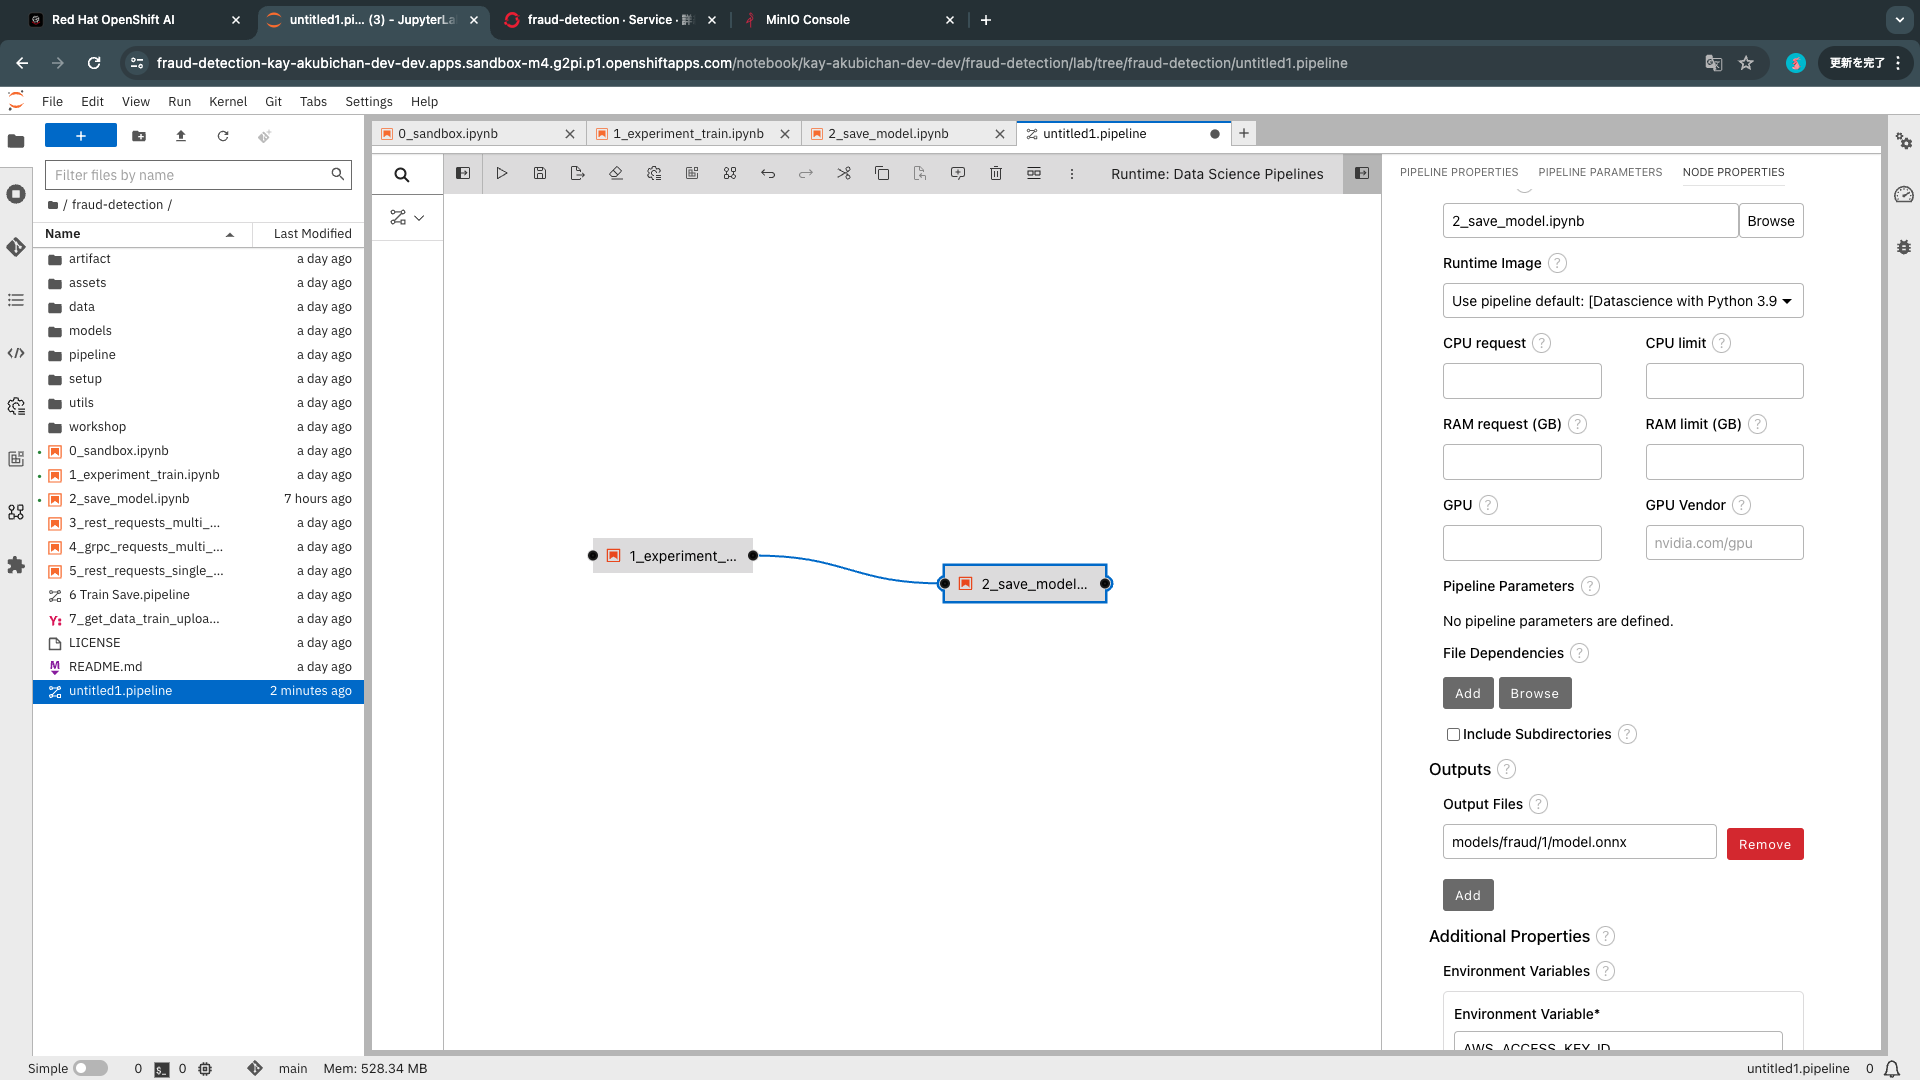 Red Hat OpenShift AI
untitled1.pi... (3) - JupyterLa
fraud-detection · Service ·
MinIO Console
fraud-detection-kay-akubichan-dev-dev.apps.sandbox-m4.g2pi.p1.openshiftapps.com/notebook/kay-akubichan-dev-dev/fraud-detection/lab/tree/fraud-detection/untitled1.pipeline
更新を完了
File Edit View Run Kernel Git Tabs Settings Help
+
Filter files by name
/ fraud-detection /
Name Last Modified
artifact a day ago
assets a day ago
data a day ago
models a day ago
pipeline a day ago
setup a day ago
utils a day ago
workshop a day ago
0_sandbox.ipynb a day ago
1_experiment_train.ipynb a day ago
2_save_model.ipynb 7 hours ago
3_rest_requests_multi_... a day ago
4_grpc_requests_multi_... a day ago
5_rest_requests_single_... a day ago
6 Train Save.pipeline a day ago
Y: 7_get_data_train_uploa... a day ago
LICENSE a day ago
README.md a day ago
untitled1.pipeline 2 minutes ago
0_sandbox.ipynb
1_experiment_train.ipynb
2_save_model.ipynb
untitled1.pipeline
Runtime: Data Science Pipelines
1_experiment_...
2_save_model...
PIPELINE PROPERTIES PIPELINE PARAMETERS NODE PROPERTIES
2_save_model.ipynb Browse
Runtime Image ?
Use pipeline default: [Datascience with Python 3.9
CPU request ? CPU limit ?
RAM request (GB) ? RAM limit (GB) ?
GPU ? GPU Vendor ?
nvidia.com/gpu
Pipeline Parameters ?
No pipeline parameters are defined.
File Dependencies ?
Add Browse
Include Subdirectories ?
Outputs ?
Output Files ?
models/fraud/1/model.onnx Remove
Add
Additional Properties ?
Environment Variables ?
Environment Variable*
AWS_ACCESS_KEY_ID
Simple 0 0 main Mem: 528.34 MB untitled1.pipeline 0